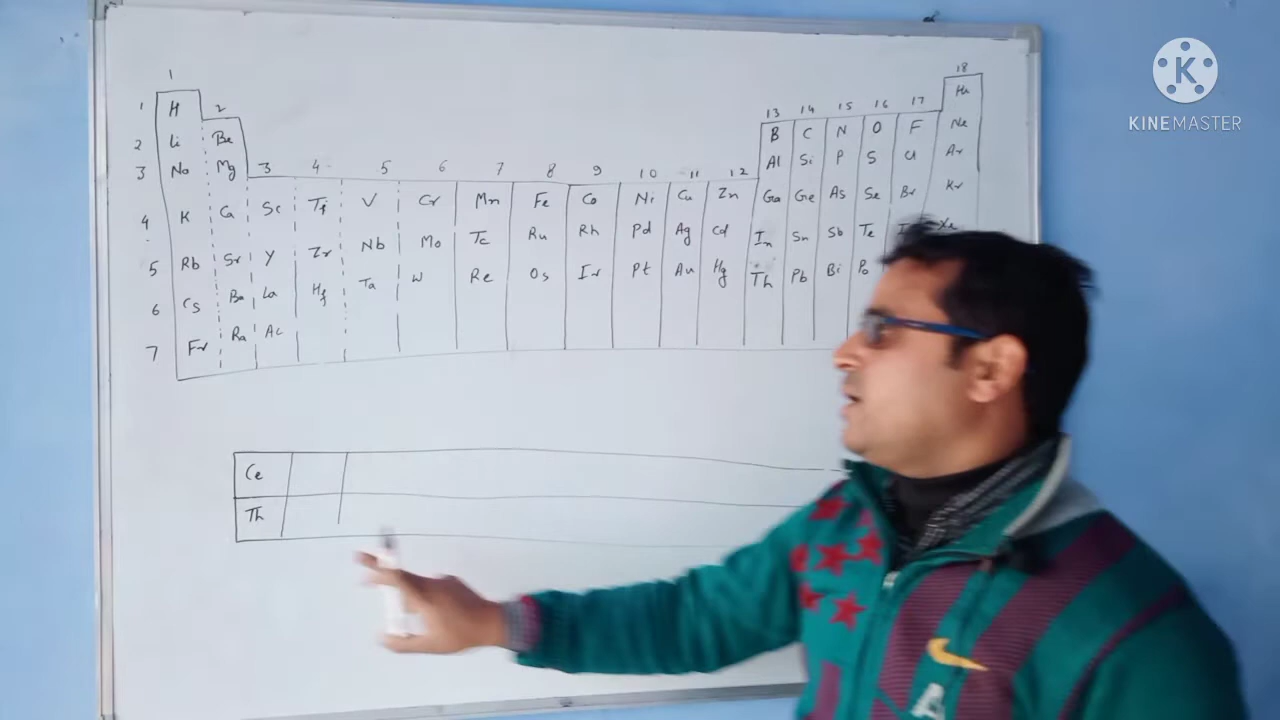 1 18
1 H 2 13 14 15 16 17 He
2 Li Be B C N O F Ne
3 Na Mg 3 4 5 6 7 8 9 10 11 12 Al Si P S Cl Ar
4 K Ca Sc Ti V Cr Mn Fe Co Ni Cu Zn Ga Ge As Se Br Kr
5 Rb Sr Y Zr Nb Mo Tc Ru Rh Pd Ag Cd In Sn Sb Te I Xe
6 Cs Ba La Hf Ta W Re Os Ir Pt Au Hg Th Pb Bi Po
7 Fr Ra Ac
Ce
Th
K
KINEMASTER
A